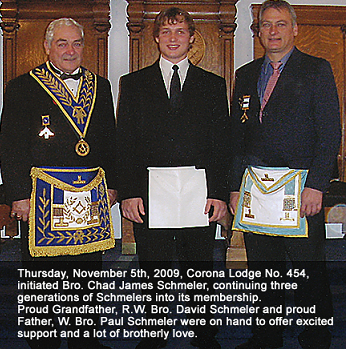 Thursday, November 5th, 2009, Corona Lodge No. 454,
initiated Bro. Chad James Schmeler, continuing three
generations of Schmelers into its membership.
Proud Grandfather, R.W. Bro. David Schmeler and proud
Father, W. Bro. Paul Schmeler were on hand to offer excited
support and a lot of brotherly love.